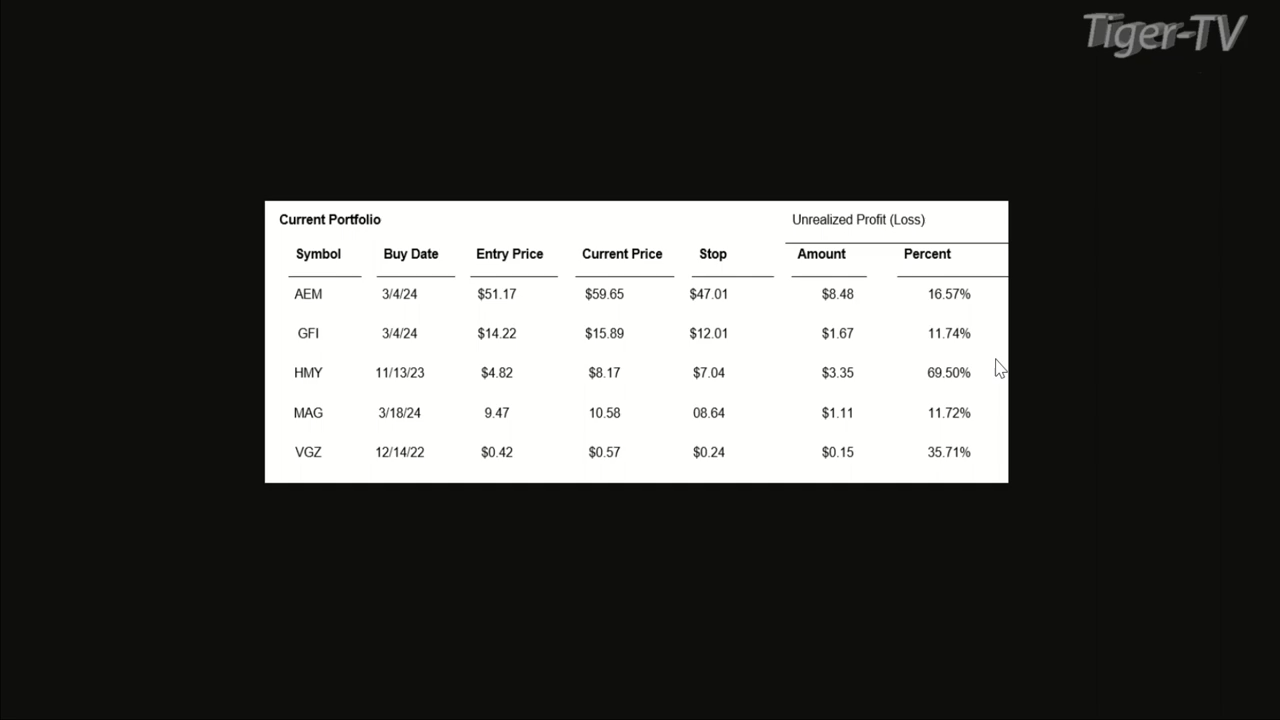 Tiger-TV
Current Portfolio Unrealized Profit (Loss)
Symbol Buy Date Entry Price Current Price Stop Amount Percent
AEM 3/4/24 $51.17 $59.65 $47.01 $8.48 16.57%
GFI 3/4/24 $14.22 $15.89 $12.01 $1.67 11.74%
HMY 11/13/23 $4.82 $8.17 $7.04 $3.35 69.50%
MAG 3/18/24 9.47 10.58 08.64 $1.11 11.72%
VGZ 12/14/22 $0.42 $0.57 $0.24 $0.15 35.71%